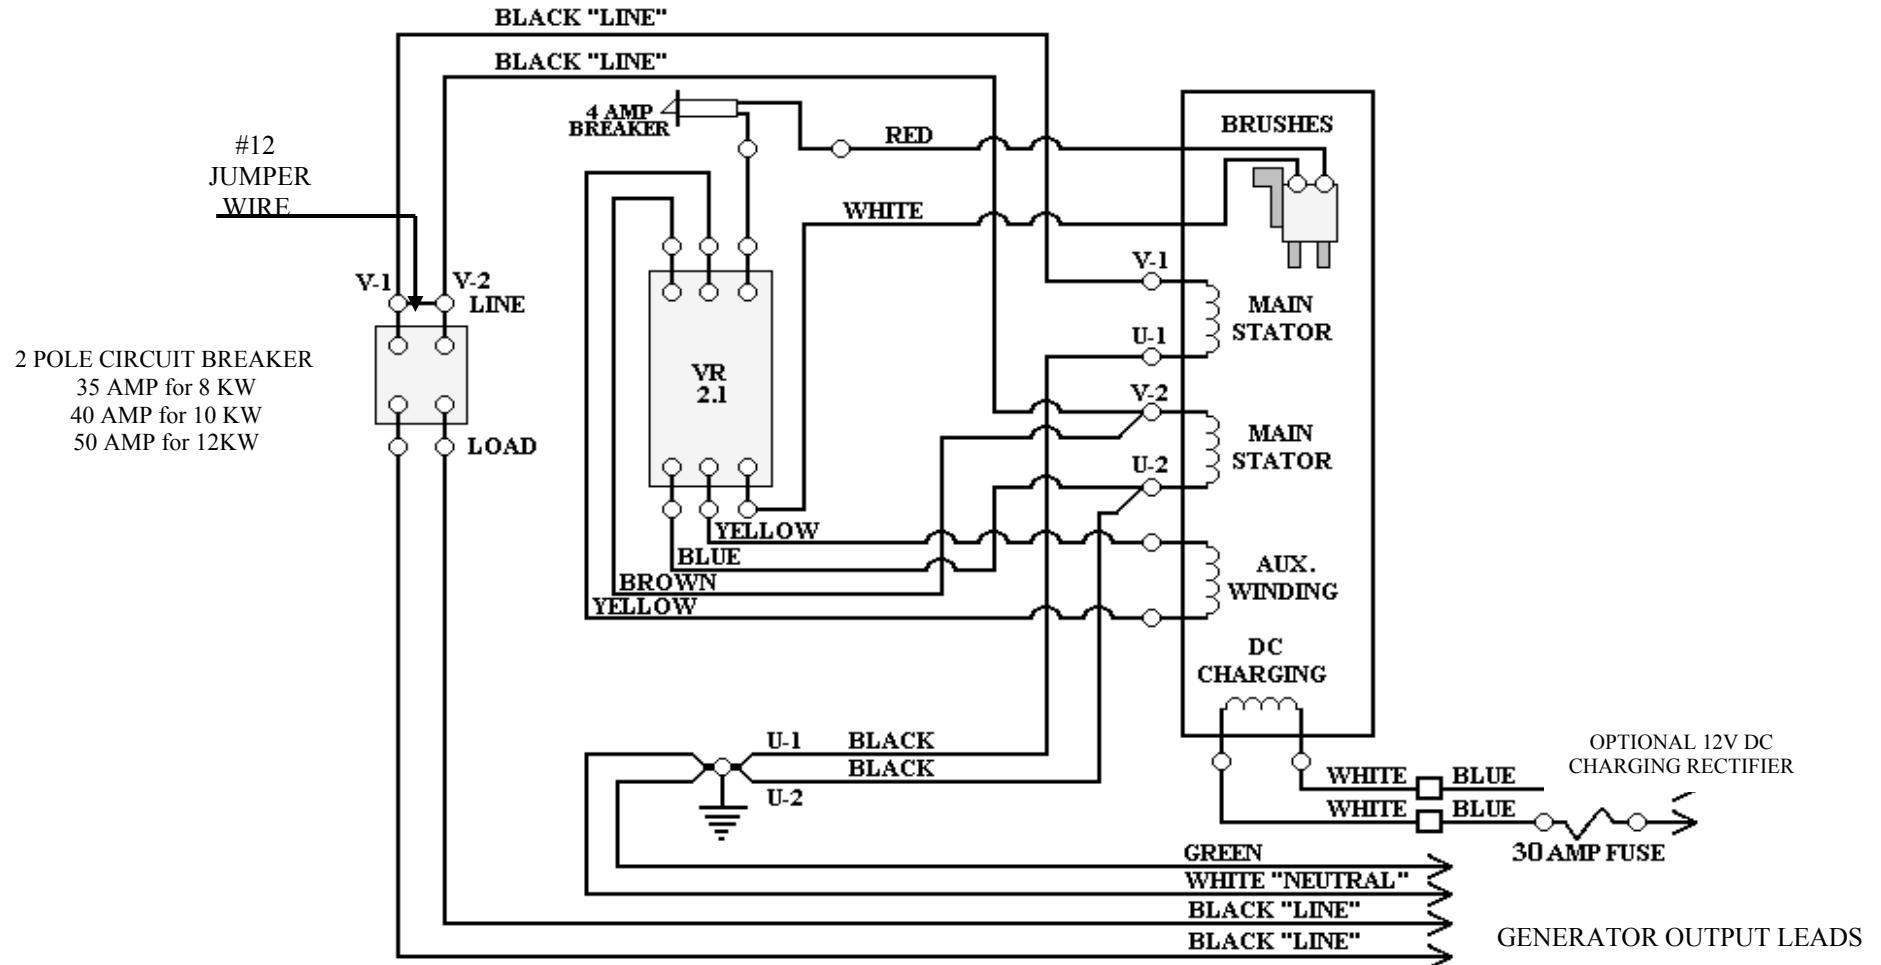 BLACK "LINE"
BLACK "LINE"
4 AMP
BREAKER
RED
BRUSHES
#12
JUMPER
WIRE
WHITE
V-1
V-2
LINE
V-1
MAIN
STATOR
U-1
2 POLE CIRCUIT BREAKER
35 AMP for 8 KW
40 AMP for 10 KW
50 AMP for 12KW
VR
2.1
V-2
MAIN
STATOR
LOAD
U-2
YELLOW
BLUE
BROWN
YELLOW
AUX.
WINDING
DC
CHARGING
U-1
BLACK
BLACK
U-2
OPTIONAL 12V DC
CHARGING RECTIFIER
WHITE
BLUE
WHITE
BLUE
30 AMP FUSE
GREEN
WHITE "NEUTRAL"
BLACK "LINE"
BLACK "LINE"
GENERATOR OUTPUT LEADS